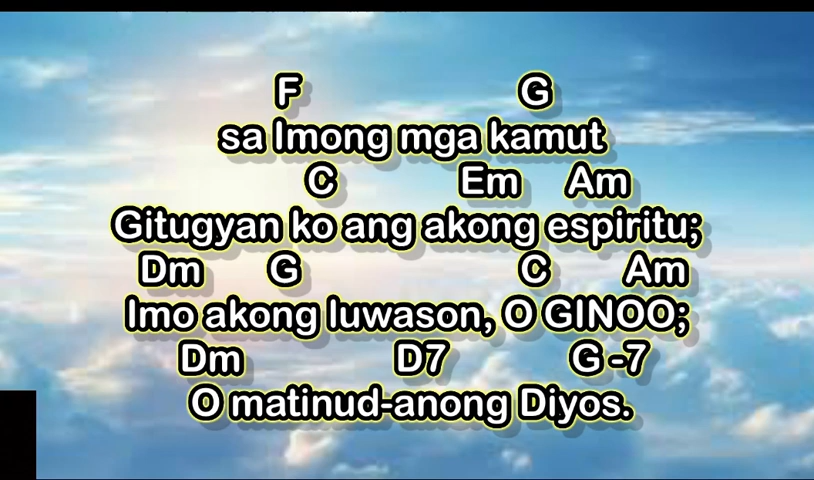 F G
sa Imong mga kamut
C Em Am
Gitugyan ko ang akong espiritu;
Dm G C Am
Imo akong luwason, O GINOO;
Dm D7 G -7
O matinud-anong Diyos.